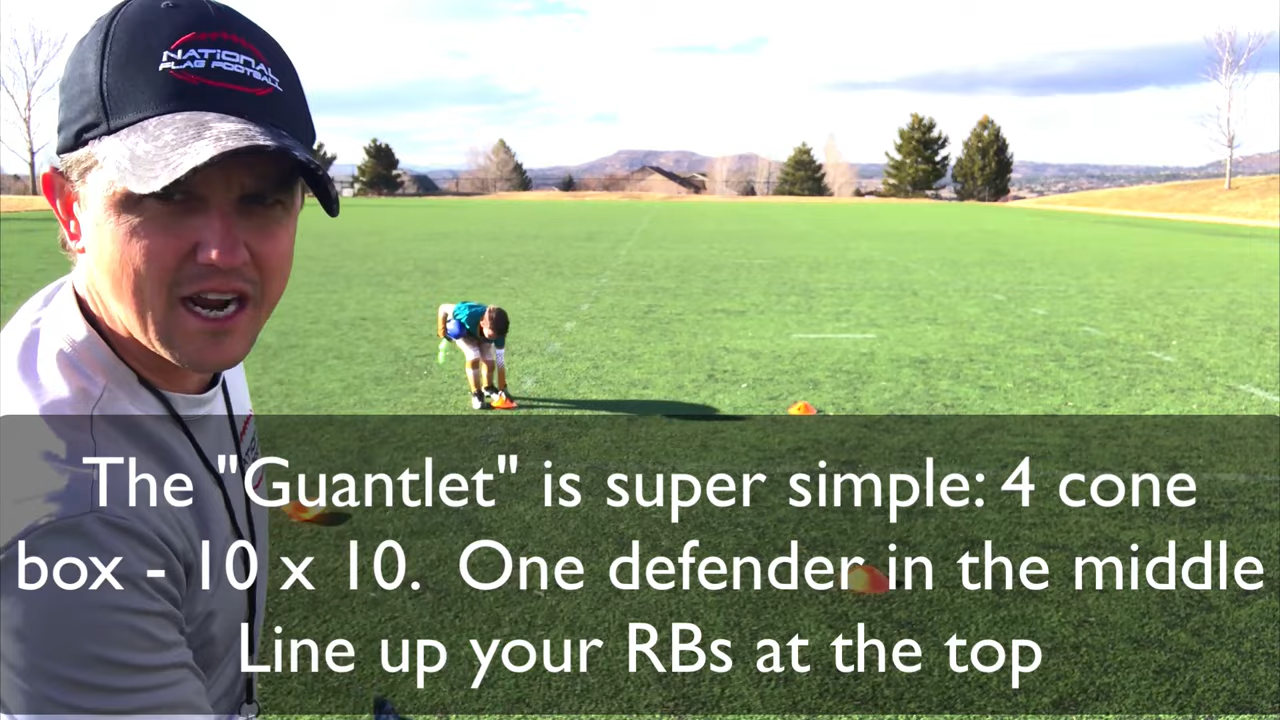 NATIONAL
FLAG FOOTBALL
The "Guantlet" is super simple: 4 cone
box - 10 x 10. One defender in the middle
Line up your RBs at the top